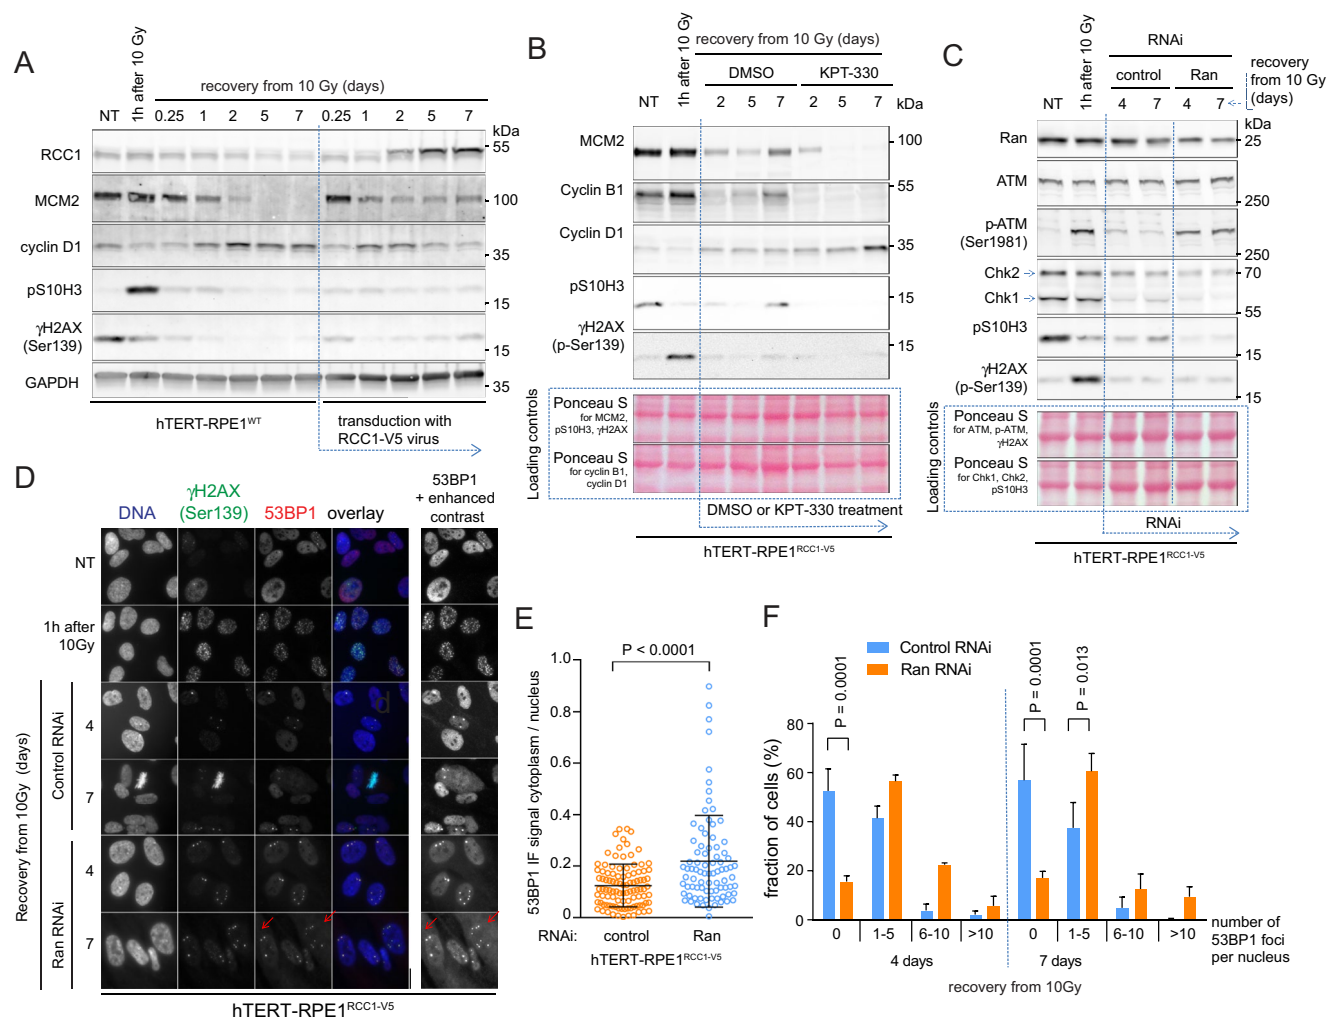 A
NT
1h after 10 Gy
recovery from 10 Gy (days)
0.25 1 2 5 7 0.25 1 2 5 7
kDa
RCC1
55
MCM2
100
cyclin D1
35
pS10H3
15
γH2AX
(Ser139)
15
GAPDH
35
hTERT-RPE1WT
transduction with
RCC1-V5 virus
B
NT
1h after 10 Gy
recovery from 10 Gy (days)
DMSO KPT-330
2 5 7 2 5 7
kDa
MCM2
100
Cyclin B1
55
Cyclin D1
35
pS10H3
15
γH2AX
(p-Ser139)
15
Loading controls
Ponceau S
for MCM2,
pS10H3, γH2AX
Ponceau S
for cyclin B1,
cyclin D1
DMSO or KPT-330 treatment
hTERT-RPE1RCC1-V5
C
NT
1h after 10 Gy
RNAi
control Ran
4 7 4 7
recovery
from 10 Gy
(days)
kDa
Ran
25
ATM
250
p-ATM
(Ser1981)
250
Chk2
70
Chk1
55
pS10H3
15
γH2AX
(p-Ser139)
15
Loading controls
Ponceau S
for ATM, p-ATM,
γH2AX
Ponceau S
for Chk1, Chk2,
pS10H3
RNAi
hTERT-RPE1RCC1-V5
D
DNA
γH2AX
(Ser139)
53BP1
overlay
53BP1
+ enhanced
contrast
NT
1h after
10Gy
Recovery from 10Gy (days)
Control RNAi
4
7
Ran RNAi
4
7
d
hTERT-RPE1RCC1-V5
E
P < 0.0001
53BP1 IF signal cytoplasm / nucleus
1.0
0.8
0.6
0.4
0.2
0
RNAi: control Ran
hTERT-RPE1RCC1-V5
F
Control RNAi
Ran RNAi
P = 0.0001
P = 0.0001
P = 0.013
fraction of cells (%)
80
60
40
20
0
0 1-5 6-10 >10 0 1-5 6-10 >10
number of
53BP1 foci
per nucleus
4 days 7 days
recovery from 10Gy